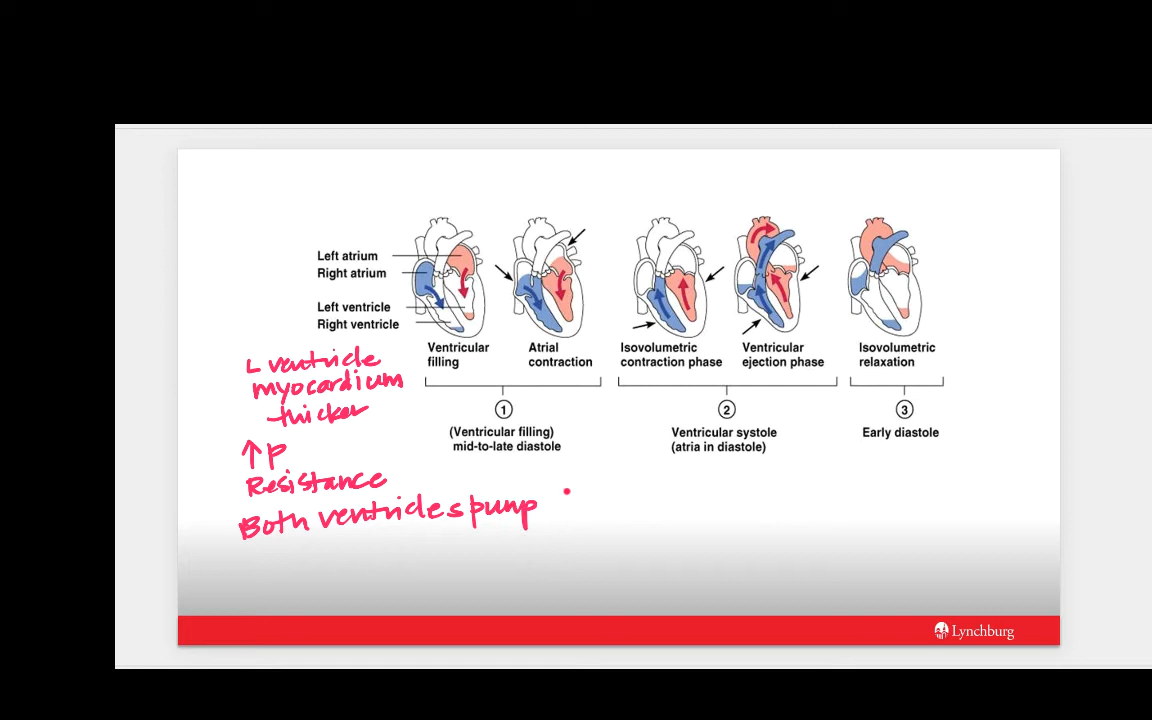 Left atrium
Right atrium
Left ventricle
Right ventricle
Ventricular
filling
Atrial
contraction
Isovolumetric
contraction phase
Ventricular
ejection phase
Isovolumetric
relaxation
1
(Ventricular filling)
mid-to-late diastole
2
Ventricular systole
(atria in diastole)
3
Early diastole
L ventricle
myocardium
thicker
↑ P
Resistance
Both ventricles pump
Lynchburg